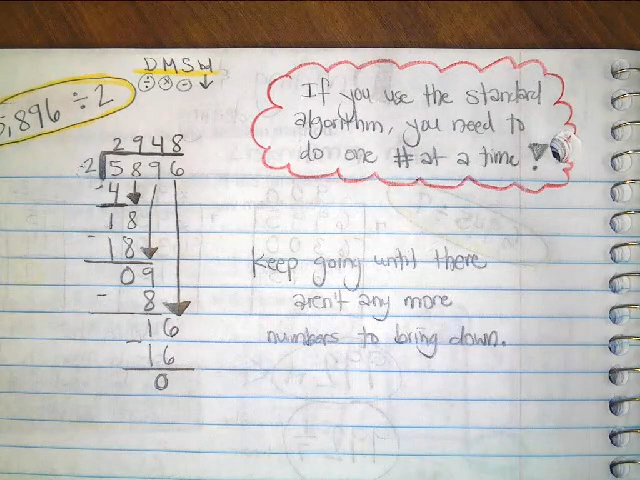 DMSbd
÷ × - ↓
5,896 ÷ 2
If you use the standard
algorithm, you need to
do one # at a time!
2948
2 5896
- 4
18
- 18
09
- 8
16
- 16
0
Keep going until there
aren't any more
numbers to bring down.